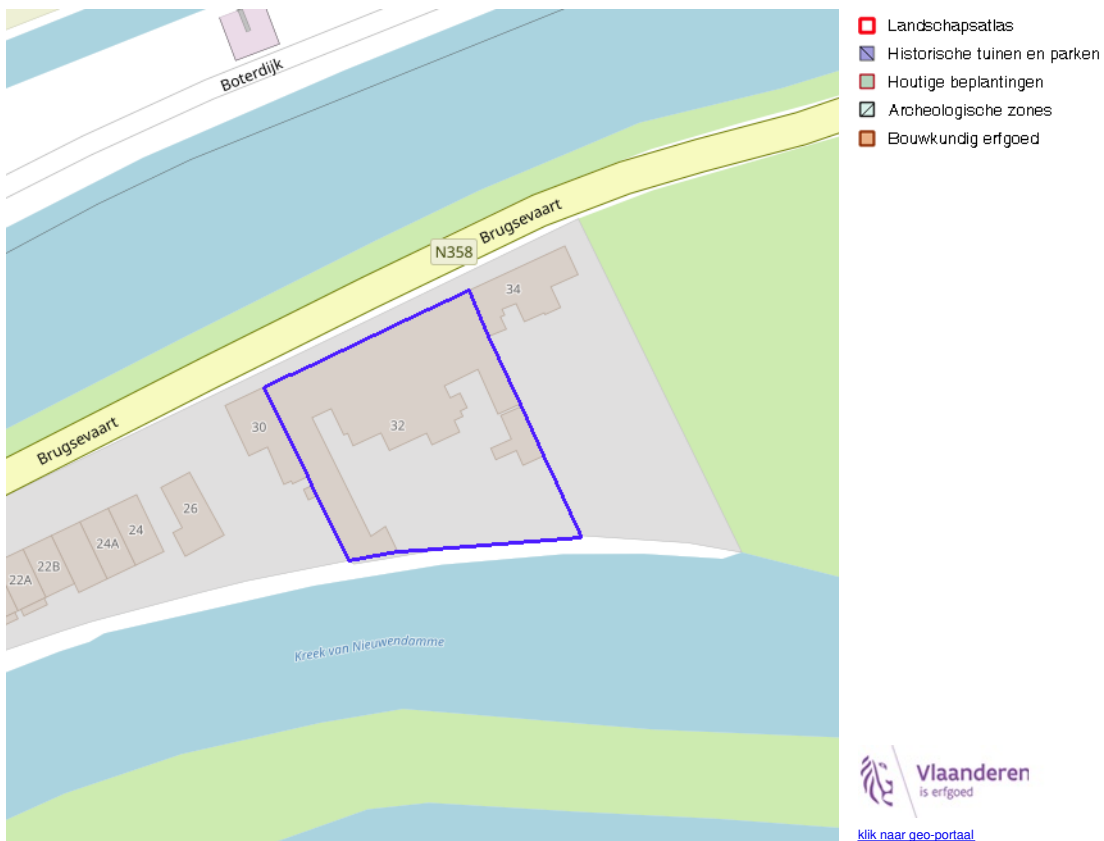 Boterdijk
Brugsevaart
N358
34
30
32
Brugsevaart
26
24
24A
22B
22A
Kreek van Nieuwendamme
Landschapsatlas
Historische tuinen en parken
Houtige beplantingen
Archeologische zones
Bouwkundig erfgoed
Vlaanderen
is erfgoed
klik naar geo-portaal